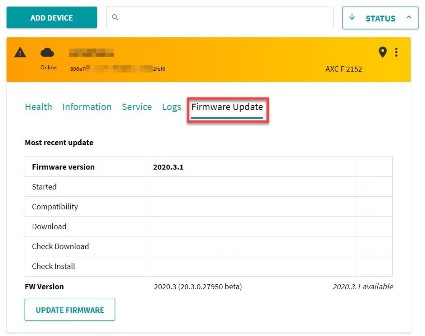 ADD DEVICE
STATUS
Online
AXC F 2152
Health Information Service Logs Firmware Update
Most recent update
Firmware version 2020.3.1
Started
Compatibility
Download
Check Download
Check Install
FW Version 2020.3 (20.3.0.27950 beta) 2020.3.1 available
UPDATE FIRMWARE